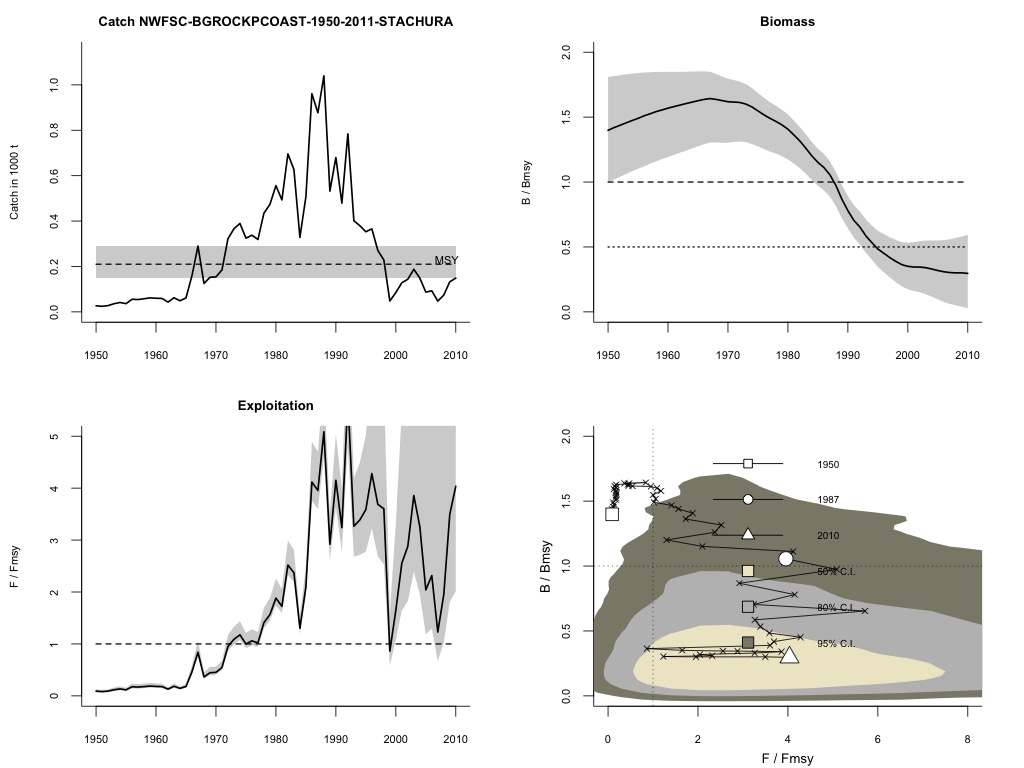 Catch NWFSC-BGROCKPCOAST-1950-2011-STACHURA
Catch in 1000 t
0.0 0.2 0.4 0.6 0.8 1.0
MSY
1950 1960 1970 1980 1990 2000 2010
Biomass
B / Bmsy
0.0 0.5 1.0 1.5 2.0
1950 1960 1970 1980 1990 2000 2010
Exploitation
F / Fmsy
0 1 2 3 4 5
1950 1960 1970 1980 1990 2000 2010
B / Bmsy
0.0 0.5 1.0 1.5 2.0
1950
1987
2010
50% C.I.
80% C.I.
95% C.I.
0 2 4 6 8
F / Fmsy